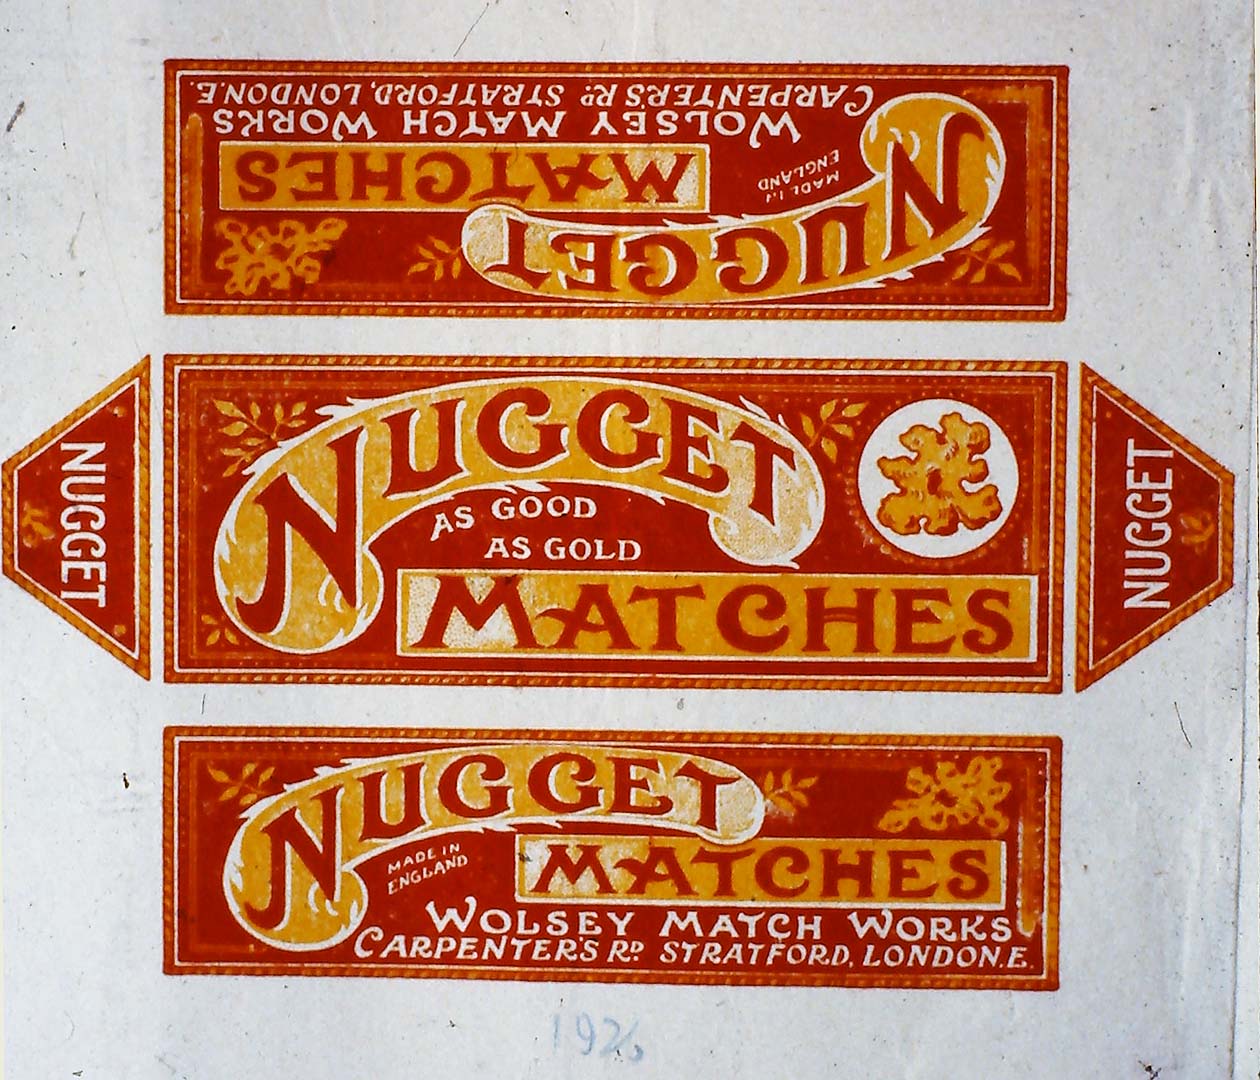 WOLSEY MATCH WORKS
CARPENTER'S RD. STRATFORD, LONDON.E.
MATCHES
MADE IN
ENGLAND
NUGGET
NUGGET
AS GOOD
AS GOLD
MATCHES
NUGGET
NUGGET
NUGGET
MATCHES
MADE IN
ENGLAND
WOLSEY MATCH WORKS
CARPENTER'S RD. STRATFORD, LONDON.E.